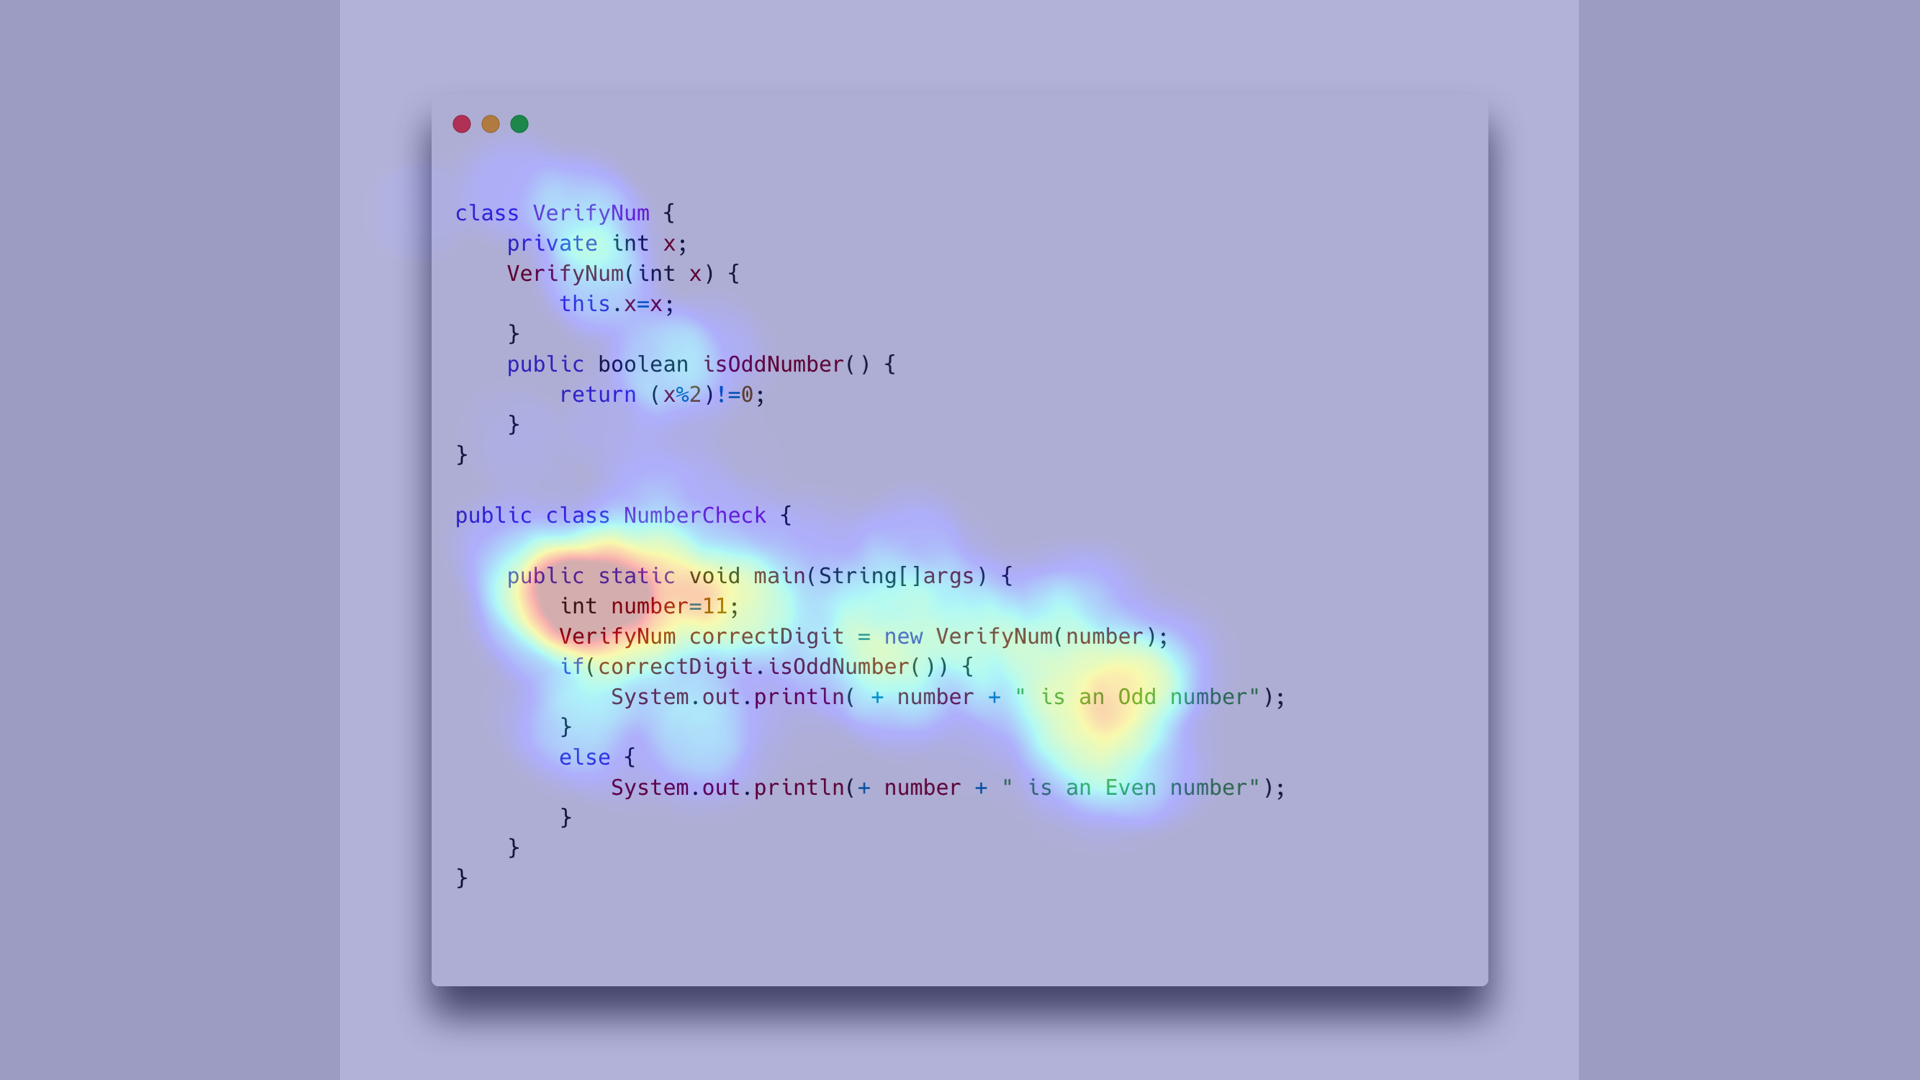 class VerifyNum {
    private int x;
    VerifyNum(int x) {
        this.x=x;
    }
    public boolean isOddNumber() {
        return (x%2)!=0;
    }
}

public class NumberCheck {

    public static void main(String[]args) {
        int number=11;
        VerifyNum correctDigit = new VerifyNum(number);
        if(correctDigit.isOddNumber()) {
            System.out.println( + number + " is an Odd number");
        }
        else {
            System.out.println(+ number + " is an Even number");
        }
    }
}